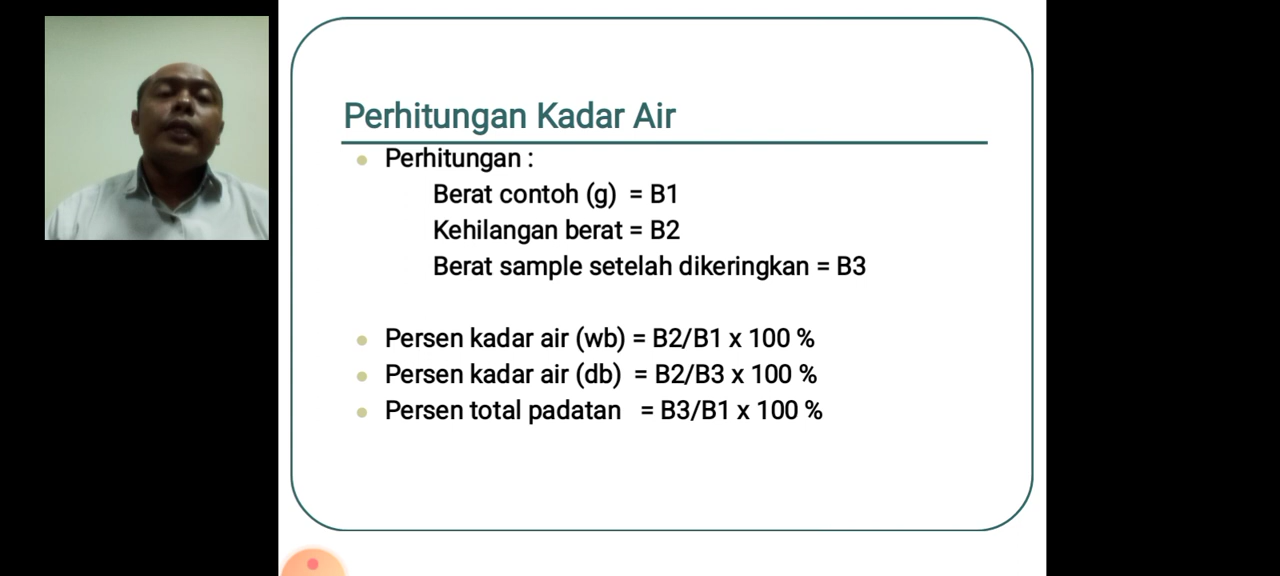 Perhitungan Kadar Air
Perhitungan :
Berat contoh (g) = B1
Kehilangan berat = B2
Berat sample setelah dikeringkan = B3
Persen kadar air (wb) = B2/B1 x 100 %
Persen kadar air (db) = B2/B3 x 100 %
Persen total padatan = B3/B1 x 100 %